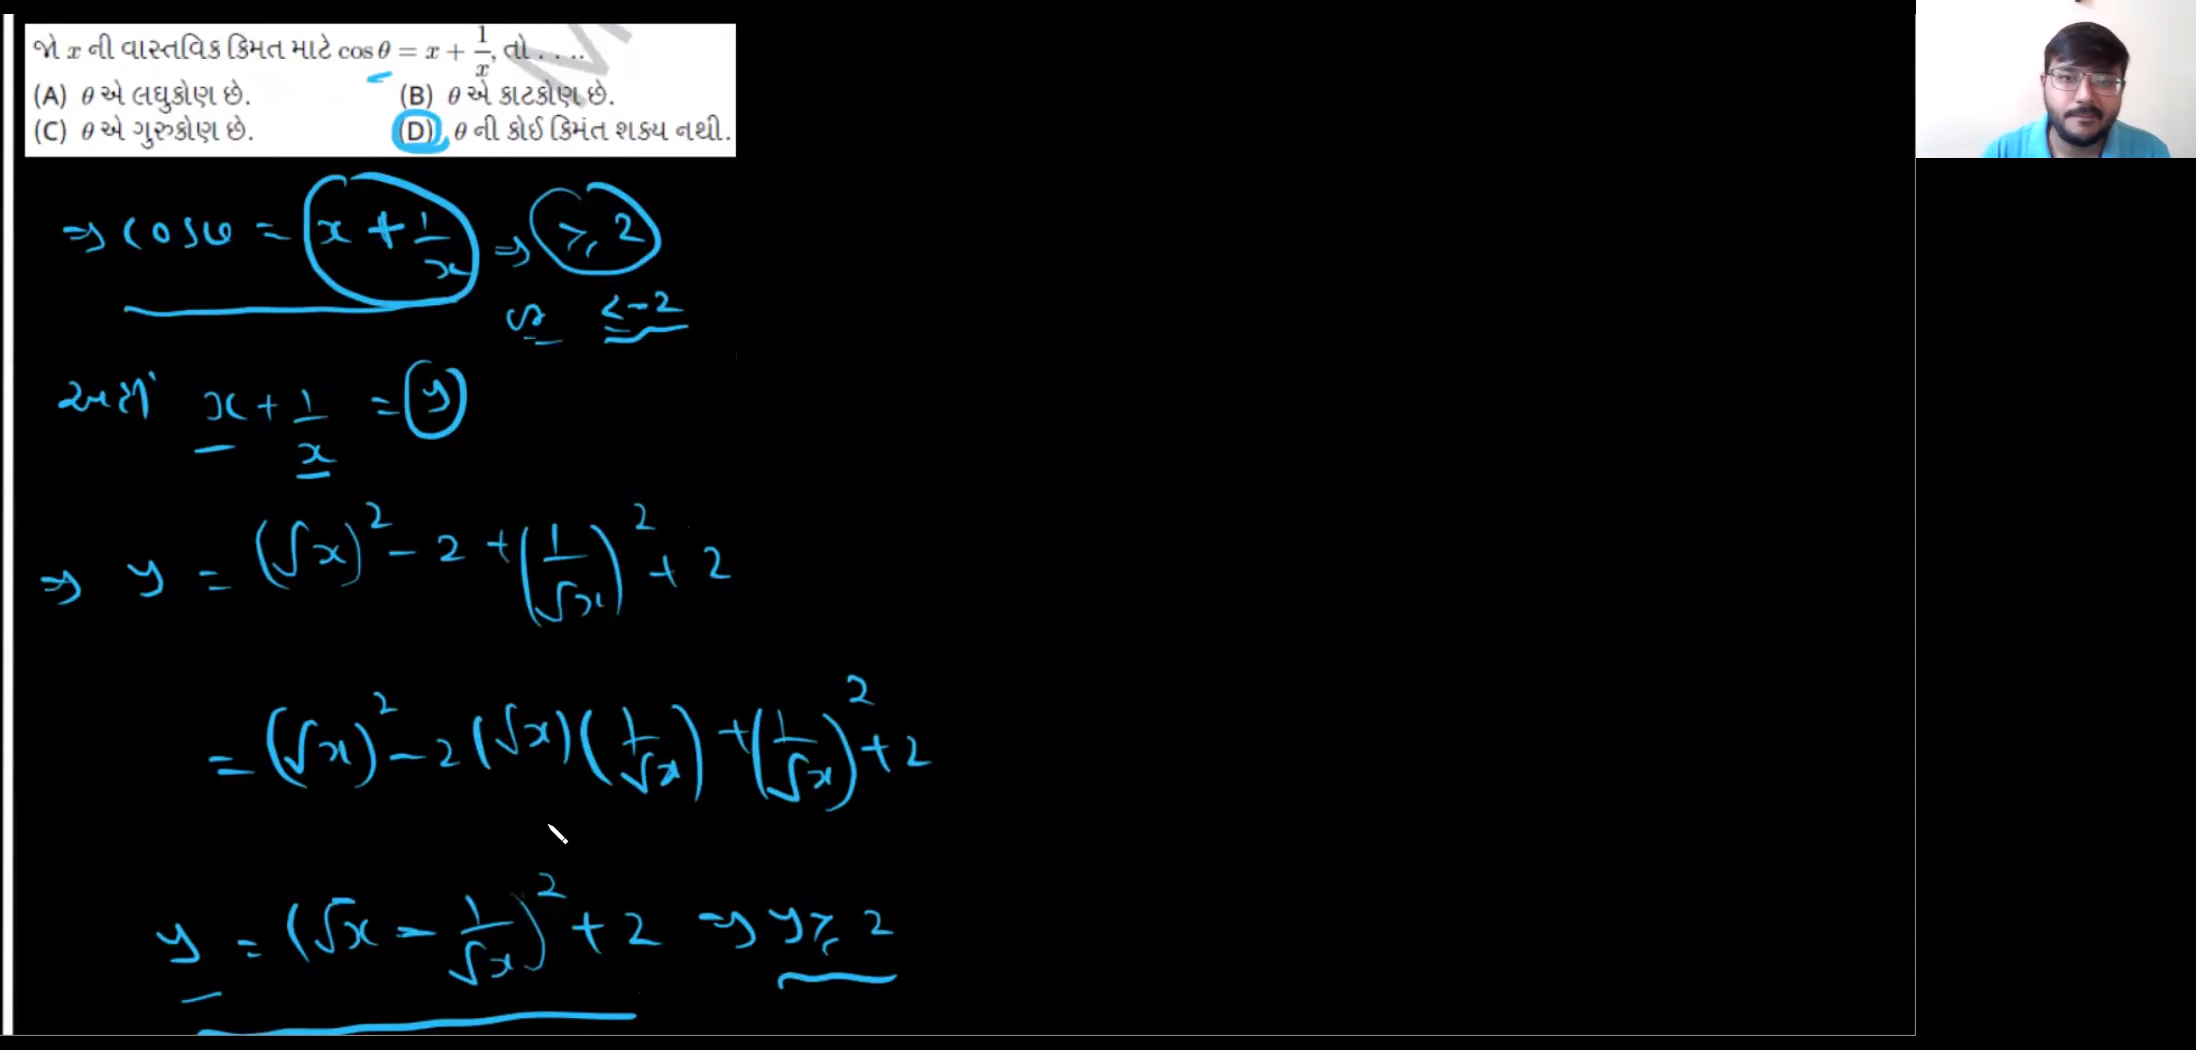 જો x ની વાસ્તવિક કિંમત માટે cos θ = x + 1/x, તો . . . . .
(A) θ એ લઘુકોણ છે. (B) θ એ કાટકોણ છે.
(C) θ એ ગુરુકોણ છે. (D) θ ની કોઈ કિમંત શક્ય નથી.
⇒ cosθ = x + 1/x ⇒ ≥ 2
≤ -2
અહીં x + 1/x = y
⇒ y = (√x)² - 2 + (1/√x)² + 2
= (√x)² - 2(√x)(1/√x) + (1/√x)² + 2
y = (√x - 1/√x)² + 2 ⇒ y ≥ 2